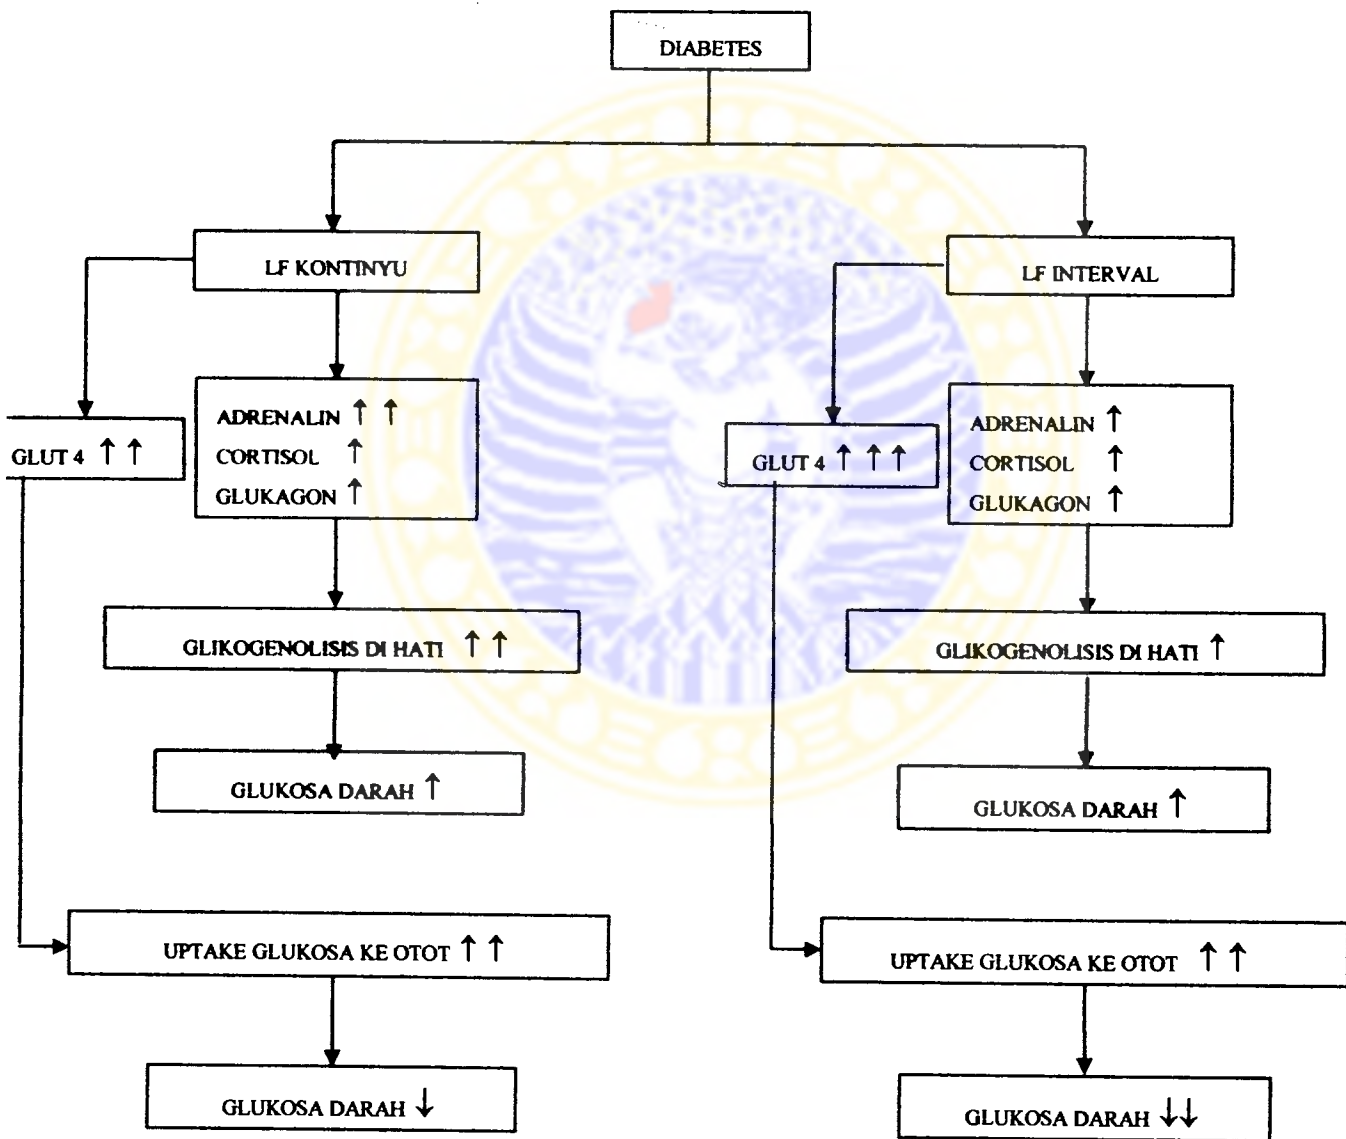 DIABETES
LF KONTINYU
LF INTERVAL
ADRENALIN ↑ ↑
CORTISOL ↑
GLUKAGON ↑
GLUT 4 ↑ ↑
ADRENALIN ↑
CORTISOL ↑
GLUKAGON ↑
GLUT 4 ↑ ↑ ↑
GLIKOGENOLISIS DI HATI ↑ ↑
GLIKOGENOLISIS DI HATI ↑
GLUKOSA DARAH ↑
GLUKOSA DARAH ↑
UPTAKE GLUKOSA KE OTOT ↑ ↑
UPTAKE GLUKOSA KE OTOT ↑ ↑
GLUKOSA DARAH ↓
GLUKOSA DARAH ↓↓